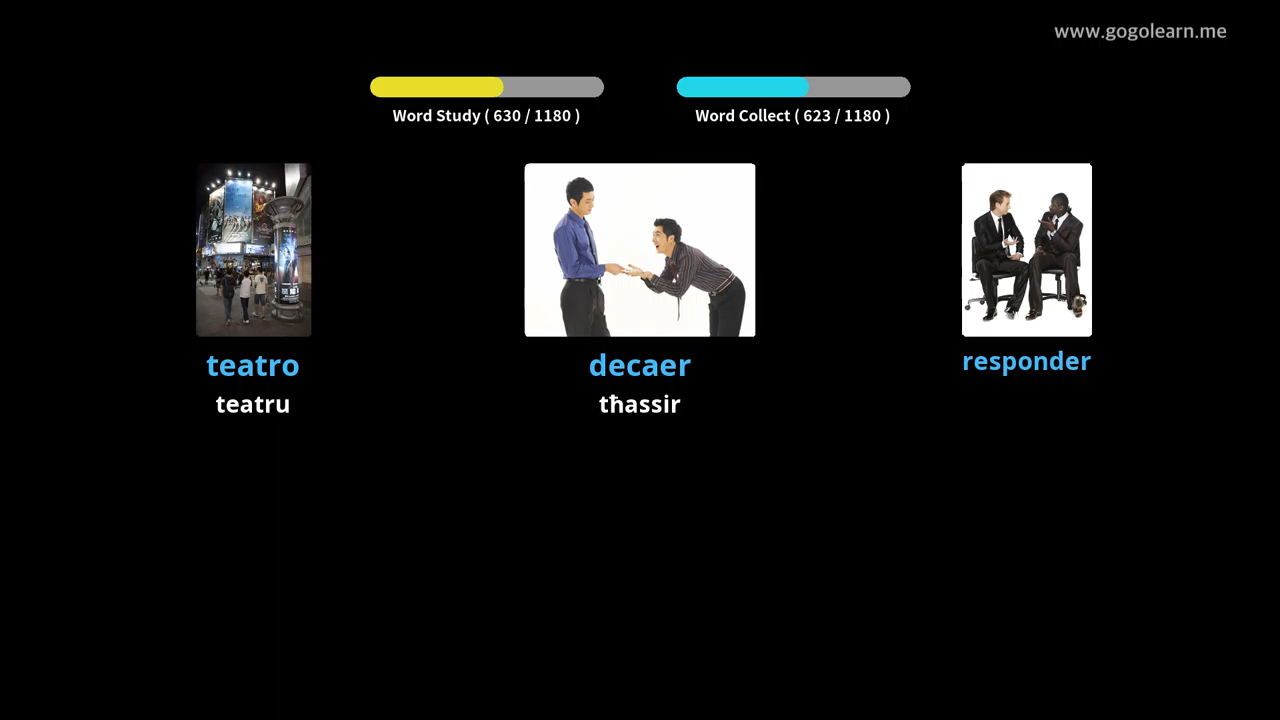 www.gogolearn.me
Word Study ( 630 / 1180 )
Word Collect ( 623 / 1180 )
teatro
decaer
responder
teatru
tħassir